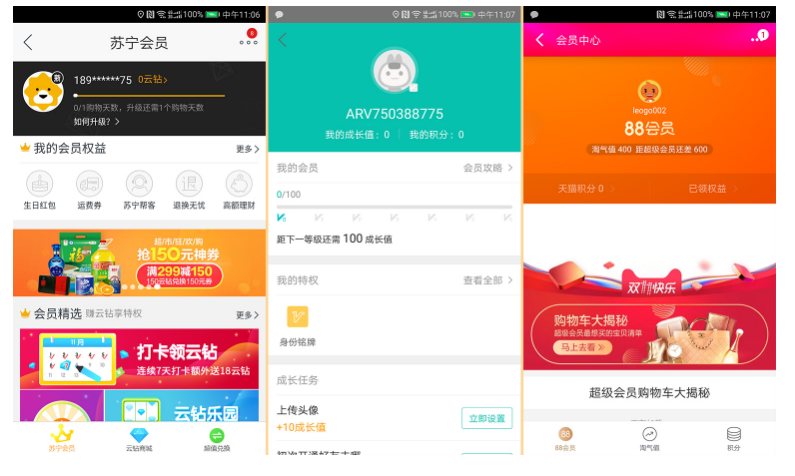 中午11:06
100%
苏宁会员
8
189******75 0云钻>
0/1购物天数，升级还需1个购物天数
如何升级？ >
我的会员权益
更多>
生日红包 运费券 苏宁帮客 退换无忧 高额理财
超/市/狂/欢/购
抢150元神券
满299减150
150云钻兑换150元券
会员精选 赚云钻享特权
更多>
11月
打卡领云钻
连续7天打卡额外送18云钻
云钻乐园
苏宁会员 云钻商城 超值兑换
100% 中午11:07
ARV750388775
我的成长值：0 | 我的积分：0
我的会员
会员攻略 >
0/100
距下一等级还需 100 成长值
我的特权
查看全部 >
身份铭牌
成长任务
上传头像
+10成长值
立即设置
100% 中午11:07
会员中心
1
leogo002
88会员
淘气值 400 距超级会员还差 600
天猫积分 0 >
已领权益 >
双11快乐
购物车大揭秘
超级会员最想买的宝贝清单
马上去看
超级会员购物车大揭秘
88
88会员 淘气值 积分